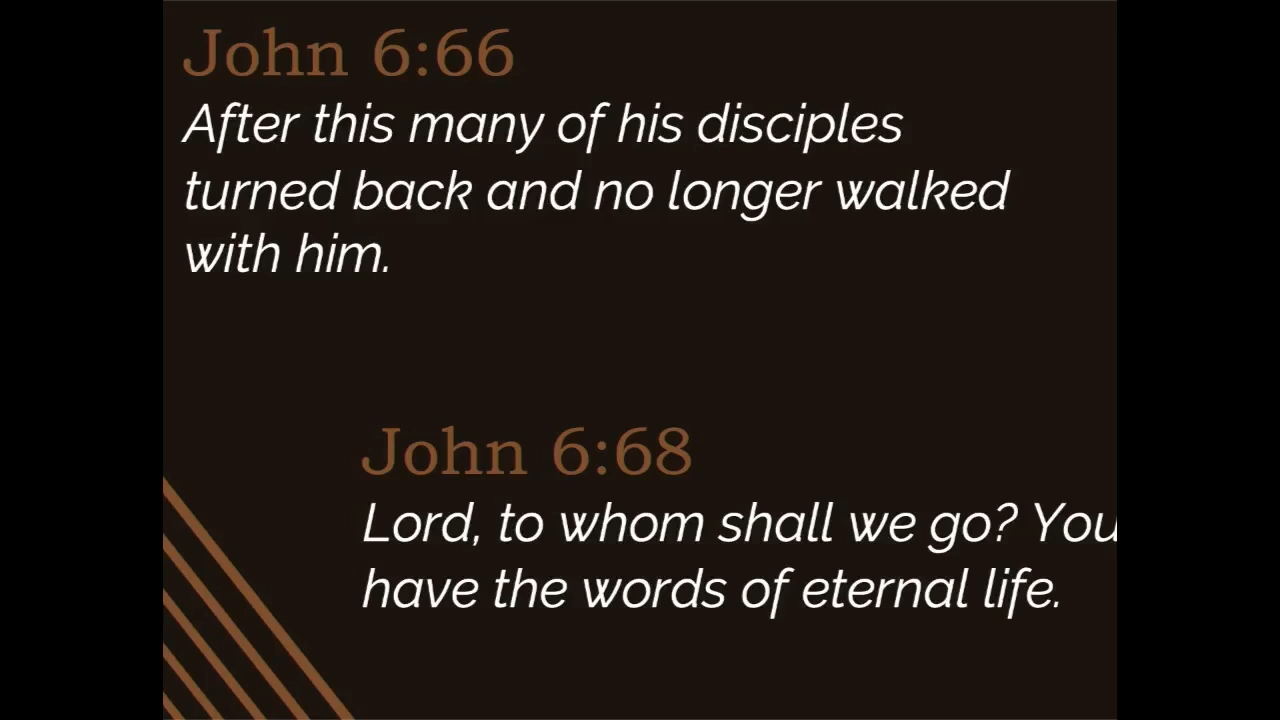 John 6:66
After this many of his disciples
turned back and no longer walked
with him.
John 6:68
Lord, to whom shall we go? You
have the words of eternal life.